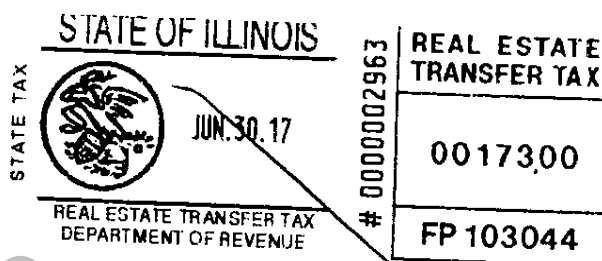 STATE OF ILLINOIS
STATE TAX
JUN.30.17
REAL ESTATE TRANSFER TAX
DEPARTMENT OF REVENUE
# 0000002963
REAL ESTATE
TRANSFER TAX
00173,00
FP 103044